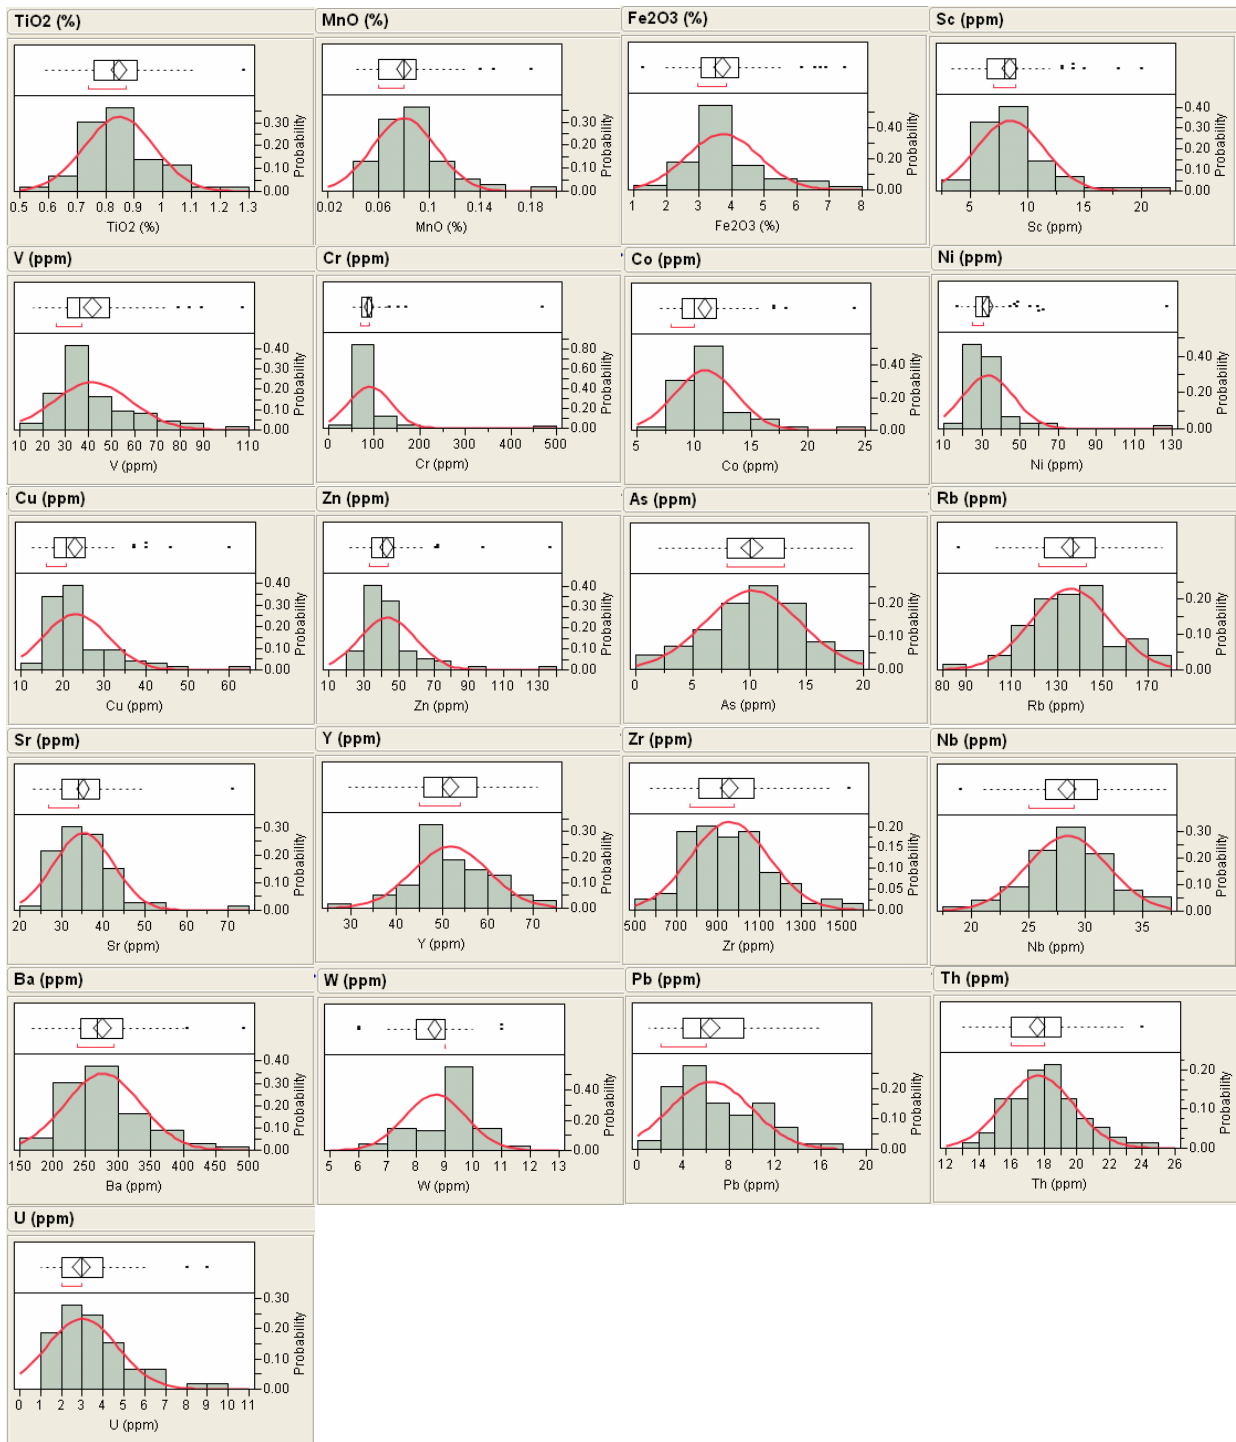 TiO2 (%)
MnO (%)
Fe2O3 (%)
Sc (ppm)
0.30
0.20
0.10
0.00
Probability
0.5 0.6 0.7 0.8 0.9 1 1.1 1.2 1.3
TiO2 (%)
0.30
0.20
0.10
0.00
Probability
0.02 0.06 0.1 0.14 0.18
MnO (%)
0.40
0.20
0.00
Probability
1 2 3 4 5 6 7 8
Fe2O3 (%)
0.40
0.30
0.20
0.10
0.00
Probability
5 10 15 20
Sc (ppm)
V (ppm)
Cr (ppm)
Co (ppm)
Ni (ppm)
0.40
0.30
0.20
0.10
0.00
Probability
10 20 30 40 50 60 70 80 90 110
V (ppm)
0.80
0.60
0.40
0.20
0.00
Probability
0 100 200 300 400 500
Cr (ppm)
0.40
0.20
0.00
Probability
5 10 15 20 25
Co (ppm)
0.40
0.20
0.00
Probability
10 30 50 70 90 110 130
Ni (ppm)
Cu (ppm)
Zn (ppm)
As (ppm)
Rb (ppm)
0.40
0.30
0.20
0.10
0.00
Probability
10 20 30 40 50 60
Cu (ppm)
0.40
0.30
0.20
0.10
0.00
Probability
10 30 50 70 90 110 130
Zn (ppm)
0.20
0.10
0.00
Probability
0 5 10 15 20
As (ppm)
0.20
0.10
0.00
Probability
80 90 110 130 150 170
Rb (ppm)
Sr (ppm)
Y (ppm)
Zr (ppm)
Nb (ppm)
0.30
0.20
0.10
0.00
Probability
20 30 40 50 60 70
Sr (ppm)
0.30
0.20
0.10
0.00
Probability
30 40 50 60 70
Y (ppm)
0.20
0.15
0.10
0.05
0.00
Probability
500 700 900 1100 1300 1500
Zr (ppm)
0.30
0.20
0.10
0.00
Probability
20 25 30 35
Nb (ppm)
Ba (ppm)
W (ppm)
Pb (ppm)
Th (ppm)
0.40
0.30
0.20
0.10
0.00
Probability
150 200 250 300 350 400 450 500
Ba (ppm)
0.60
0.40
0.20
0.00
Probability
5 6 7 8 9 10 11 12 13
W (ppm)
0.20
0.10
0.00
Probability
0 4 8 12 16 20
Pb (ppm)
0.20
0.10
0.00
Probability
12 14 16 18 20 22 24 26
Th (ppm)
U (ppm)
0.30
0.20
0.10
0.00
Probability
0 1 2 3 4 5 6 7 8 9 10 11
U (ppm)